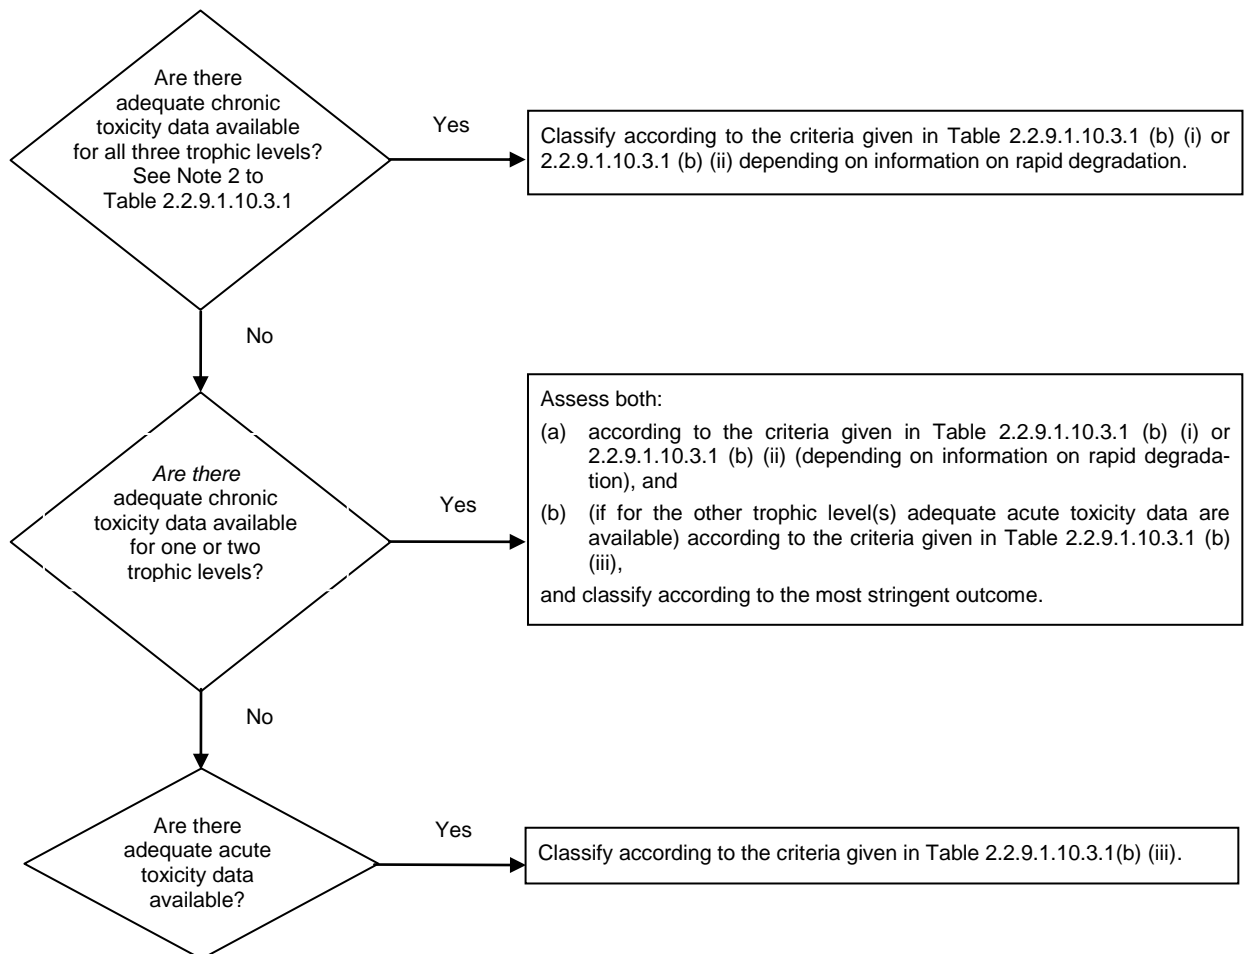 Are there
adequate chronic
toxicity data available
for all three trophic levels?
See Note 2 to
Table 2.2.9.1.10.3.1
Yes
Classify according to the criteria given in Table 2.2.9.1.10.3.1 (b) (i) or
2.2.9.1.10.3.1 (b) (ii) depending on information on rapid degradation.
No
Are there
adequate chronic
toxicity data available
for one or two
trophic levels?
Yes
Assess both:
(a) according to the criteria given in Table 2.2.9.1.10.3.1 (b) (i) or
2.2.9.1.10.3.1 (b) (ii) (depending on information on rapid degrada-
tion), and
(b) (if for the other trophic level(s) adequate acute toxicity data are
available) according to the criteria given in Table 2.2.9.1.10.3.1 (b)
(iii),
and classify according to the most stringent outcome.
No
Are there
adequate acute
toxicity data
available?
Yes
Classify according to the criteria given in Table 2.2.9.1.10.3.1(b) (iii).